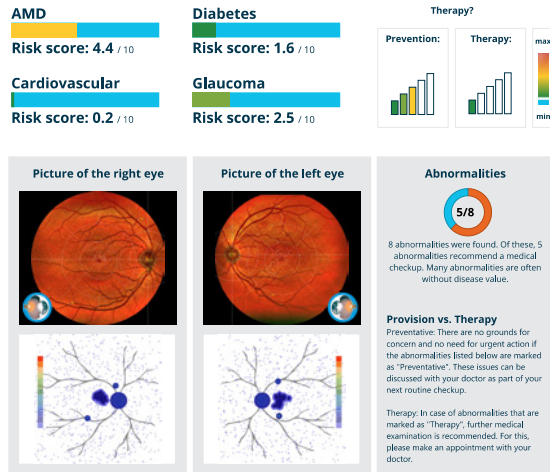 AMD
Risk score: 4.4 / 10
Diabetes
Risk score: 1.6 / 10
Cardiovascular
Risk score: 0.2 / 10
Glaucoma
Risk score: 2.5 / 10
Therapy?
Prevention:
Therapy:
max
min
Picture of the right eye
Picture of the left eye
Abnormalities
5/8
8 abnormalities were found. Of these, 5
abnormalities recommend a medical
checkup. Many abnormalities are often
without disease value.
Provision vs. Therapy
Preventative: There are no grounds for
concern and no need for urgent action if
the abnormalities listed below are marked
as "Preventative". These issues can be
discussed with your doctor as part of your
next routine checkup.
Therapy: In case of abnormalities that are
marked as "Therapy", further medical
examination is recommended. For this,
please make an appointment with your
doctor.